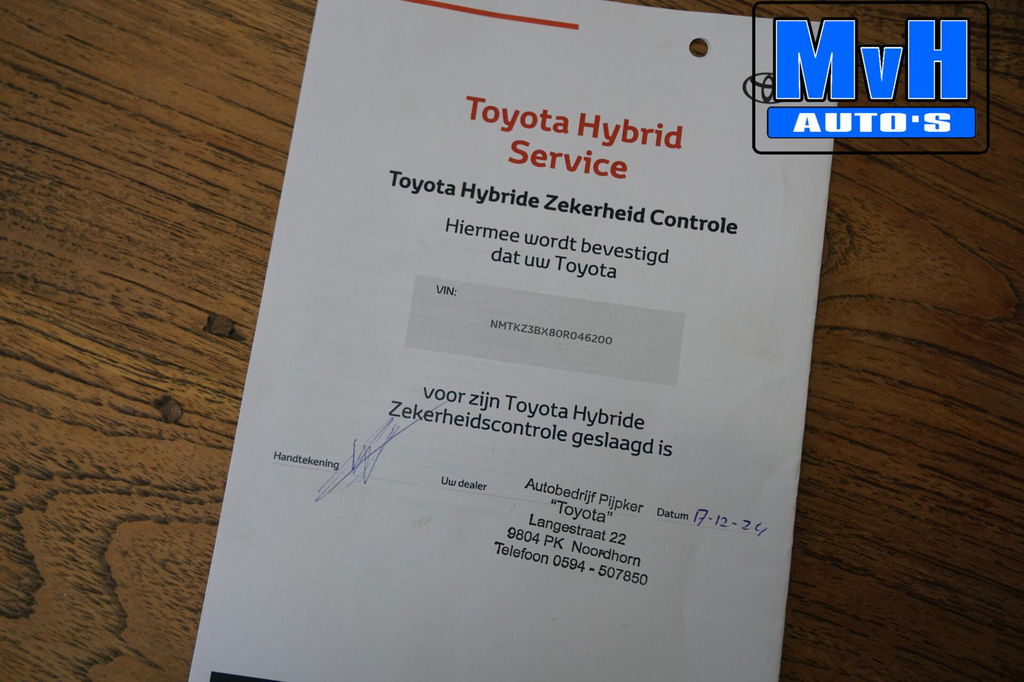 MvH
AUTO'S
Toyota Hybrid
Service
Toyota Hybride Zekerheid Controle
Hiermee wordt bevestigd
dat uw Toyota
VIN:
NMTKZ3BX80R046200
voor zijn Toyota Hybride
Zekerheidscontrole geslaagd is
Handtekening
Uw dealer
Autobedrijf Pijpker
"Toyota"
Langestraat 22
9804 PK Noordhorn
Telefoon 0594 - 507850
Datum 17-12-24